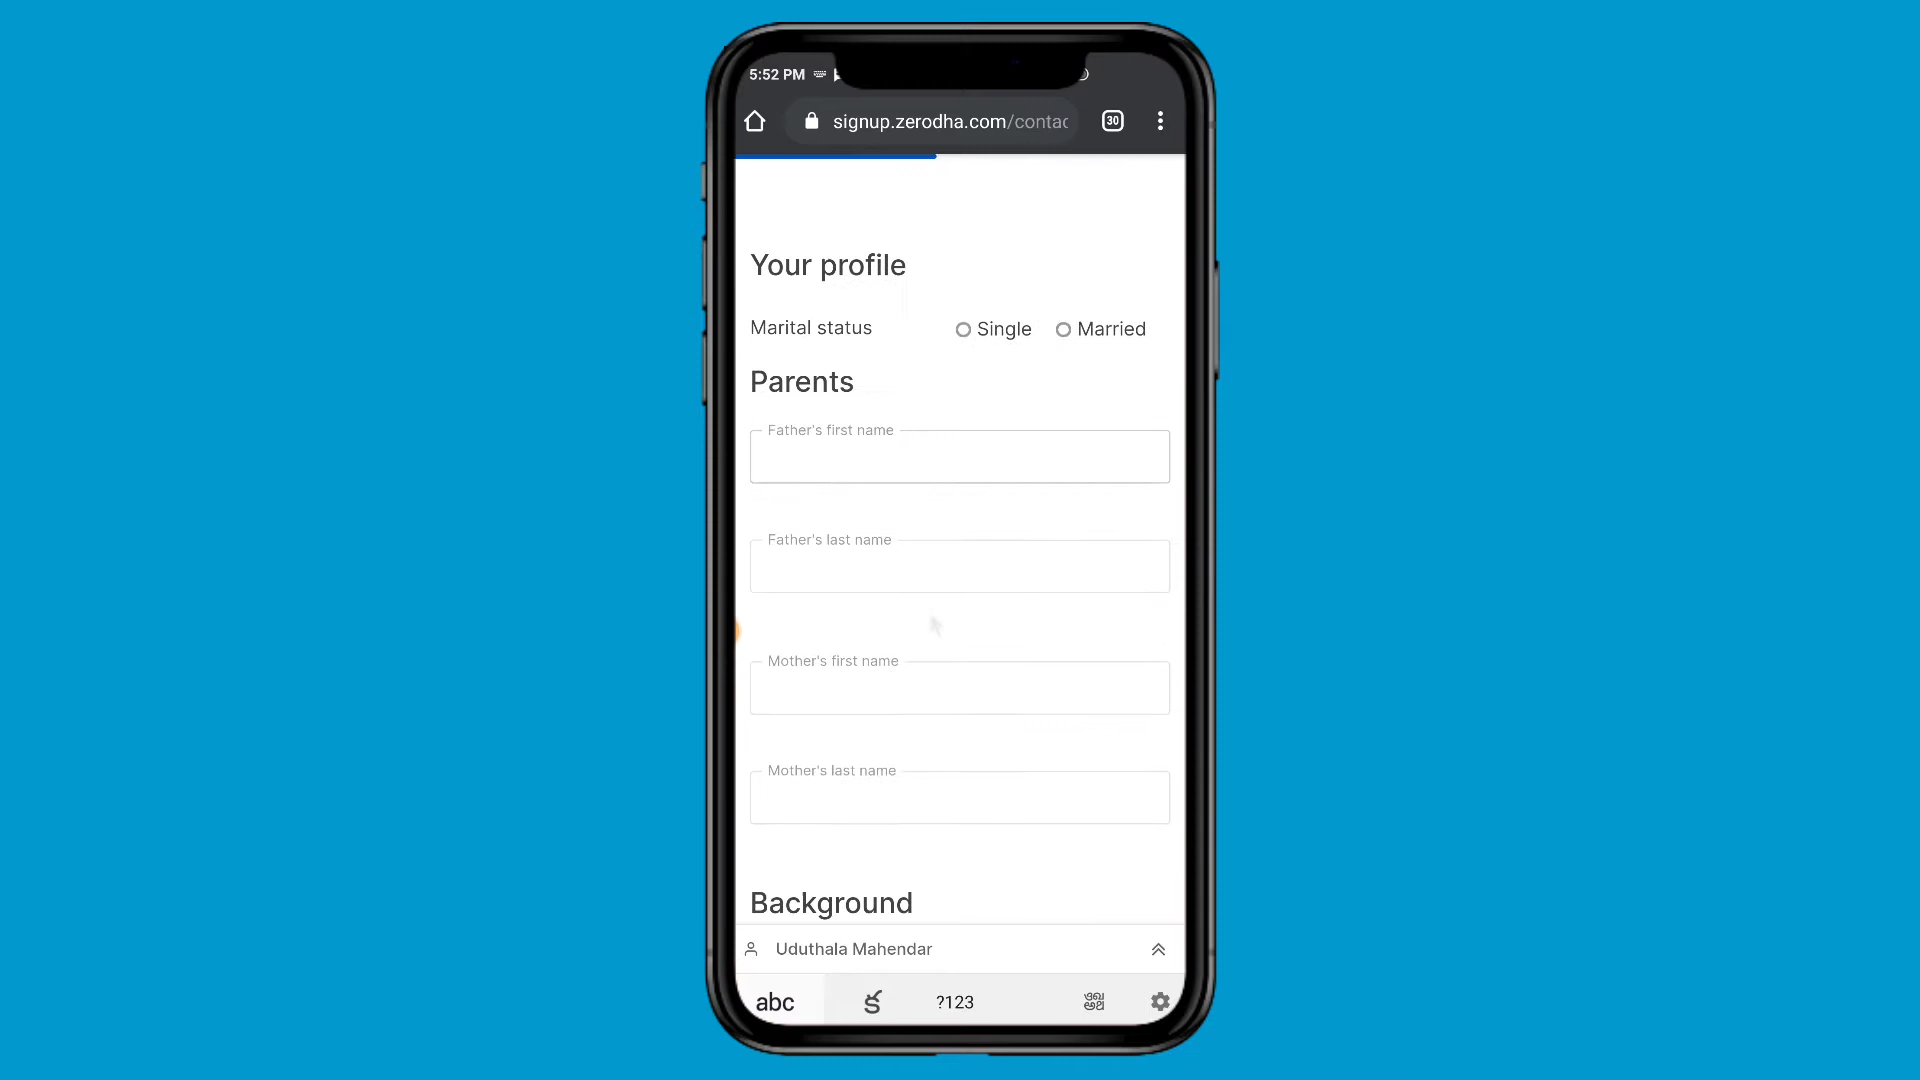 5:52 PM
signup.zerodha.com/contac
30
Your profile
Marital status
Single
Married
Parents
Father's first name
Father's last name
Mother's first name
Mother's last name
Background
Uduthala Mahendar
abc
?123